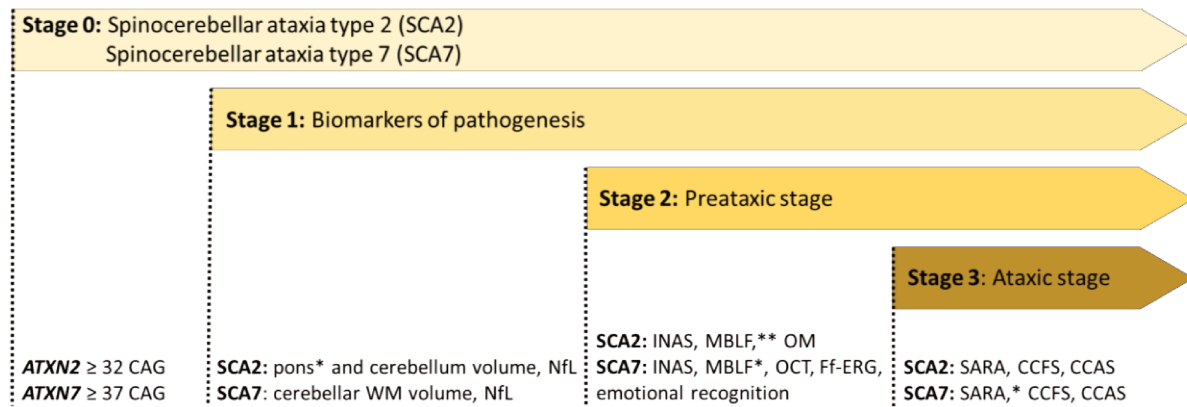 Stage 0: Spinocerebellar ataxia type 2 (SCA2)
Spinocerebellar ataxia type 7 (SCA7)
Stage 1: Biomarkers of pathogenesis
Stage 2: Preataxic stage
Stage 3: Ataxic stage
ATXN2 ≥ 32 CAG
ATXN7 ≥ 37 CAG
SCA2: pons* and cerebellum volume, NfL
SCA7: cerebellar WM volume, NfL
SCA2: INAS, MBLF,** OM
SCA7: INAS, MBLF*, OCT, Ff-ERG,
emotional recognition
SCA2: SARA, CCFS, CCAS
SCA7: SARA,* CCFS, CCAS